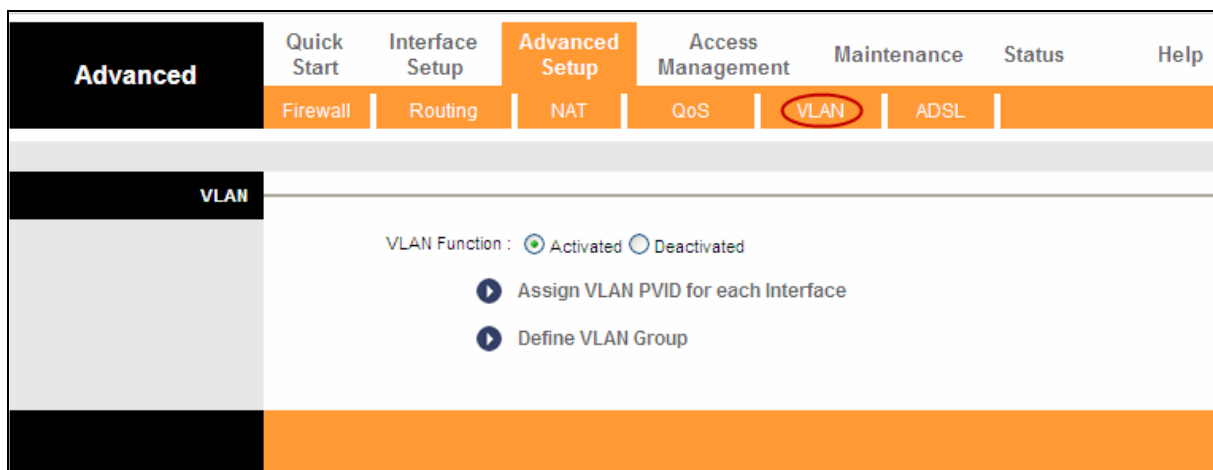 Advanced
Quick Start
Interface Setup
Advanced Setup
Access Management
Maintenance
Status
Help
Firewall
Routing
NAT
QoS
VLAN
ADSL
VLAN
VLAN Function : Activated Deactivated
Assign VLAN PVID for each Interface
Define VLAN Group